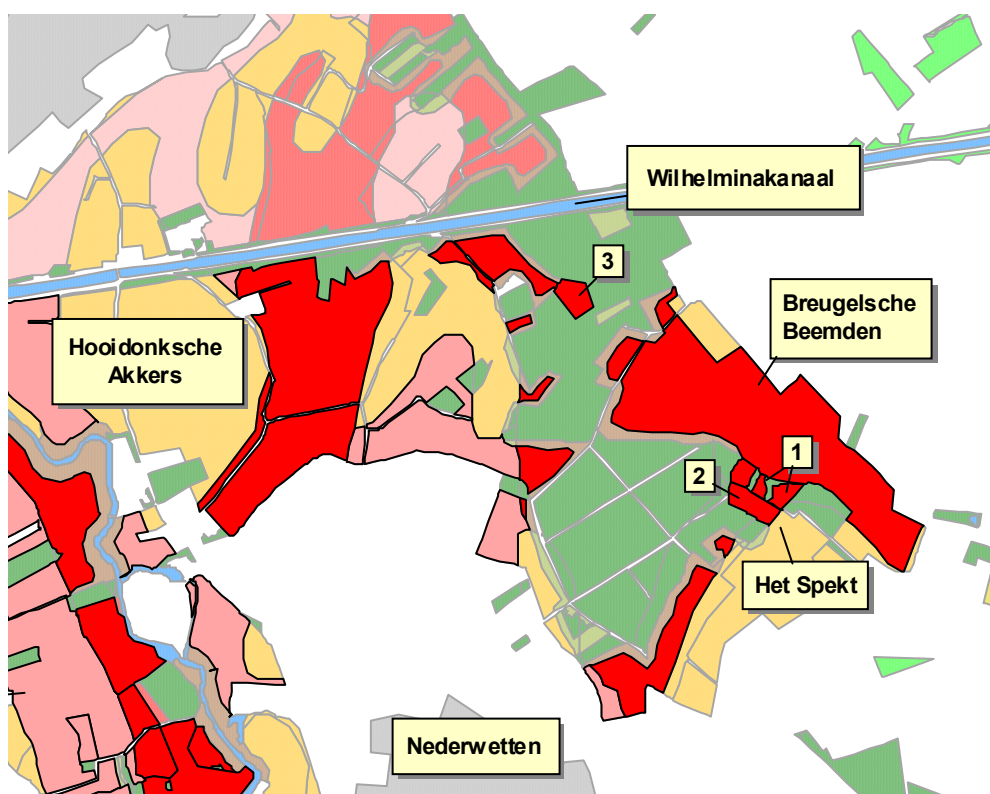 Wilhelminakanaal
3
Breugelsche
Beemden
Hooidonksche
Akkers
1
2
Het Spekt
Nederwetten